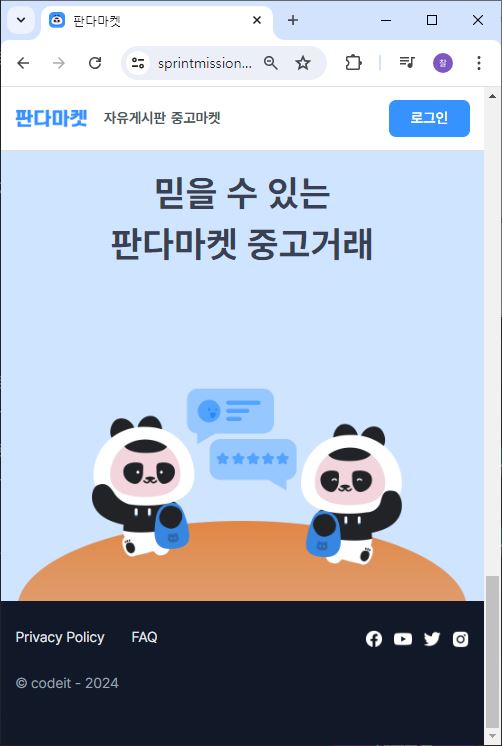 판다마켓
sprintmission...
잘
판다마켓 자유게시판 중고마켓 로그인
믿을 수 있는
판다마켓 중고거래
Privacy Policy FAQ
© codeit - 2024